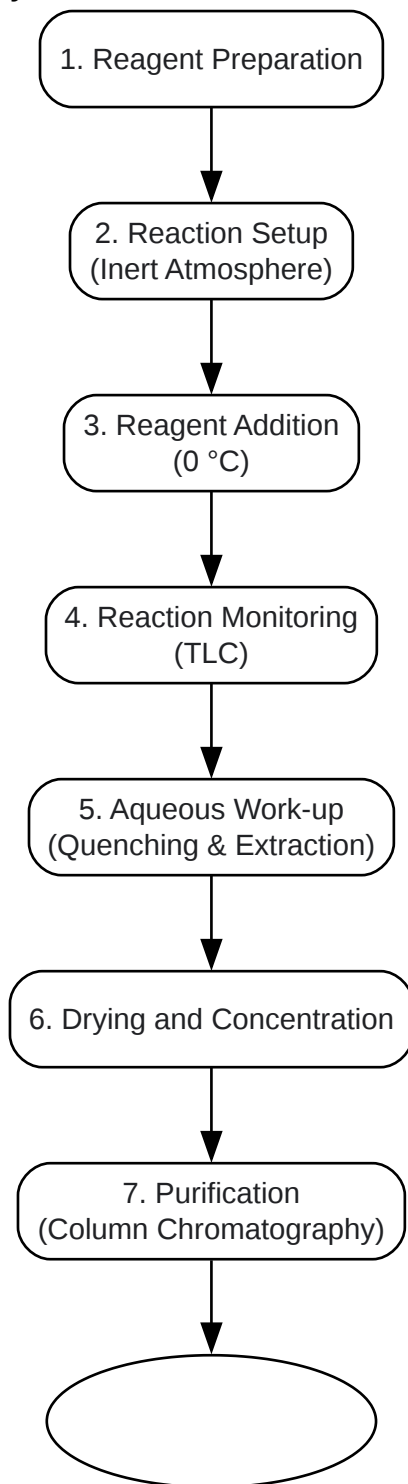 1. Reagent Preparation
2. Reaction Setup
(Inert Atmosphere)
3. Reagent Addition
(0 °C)
4. Reaction Monitoring
(TLC)
5. Aqueous Work-up
(Quenching & Extraction)
6. Drying and Concentration
7. Purification
(Column Chromatography)